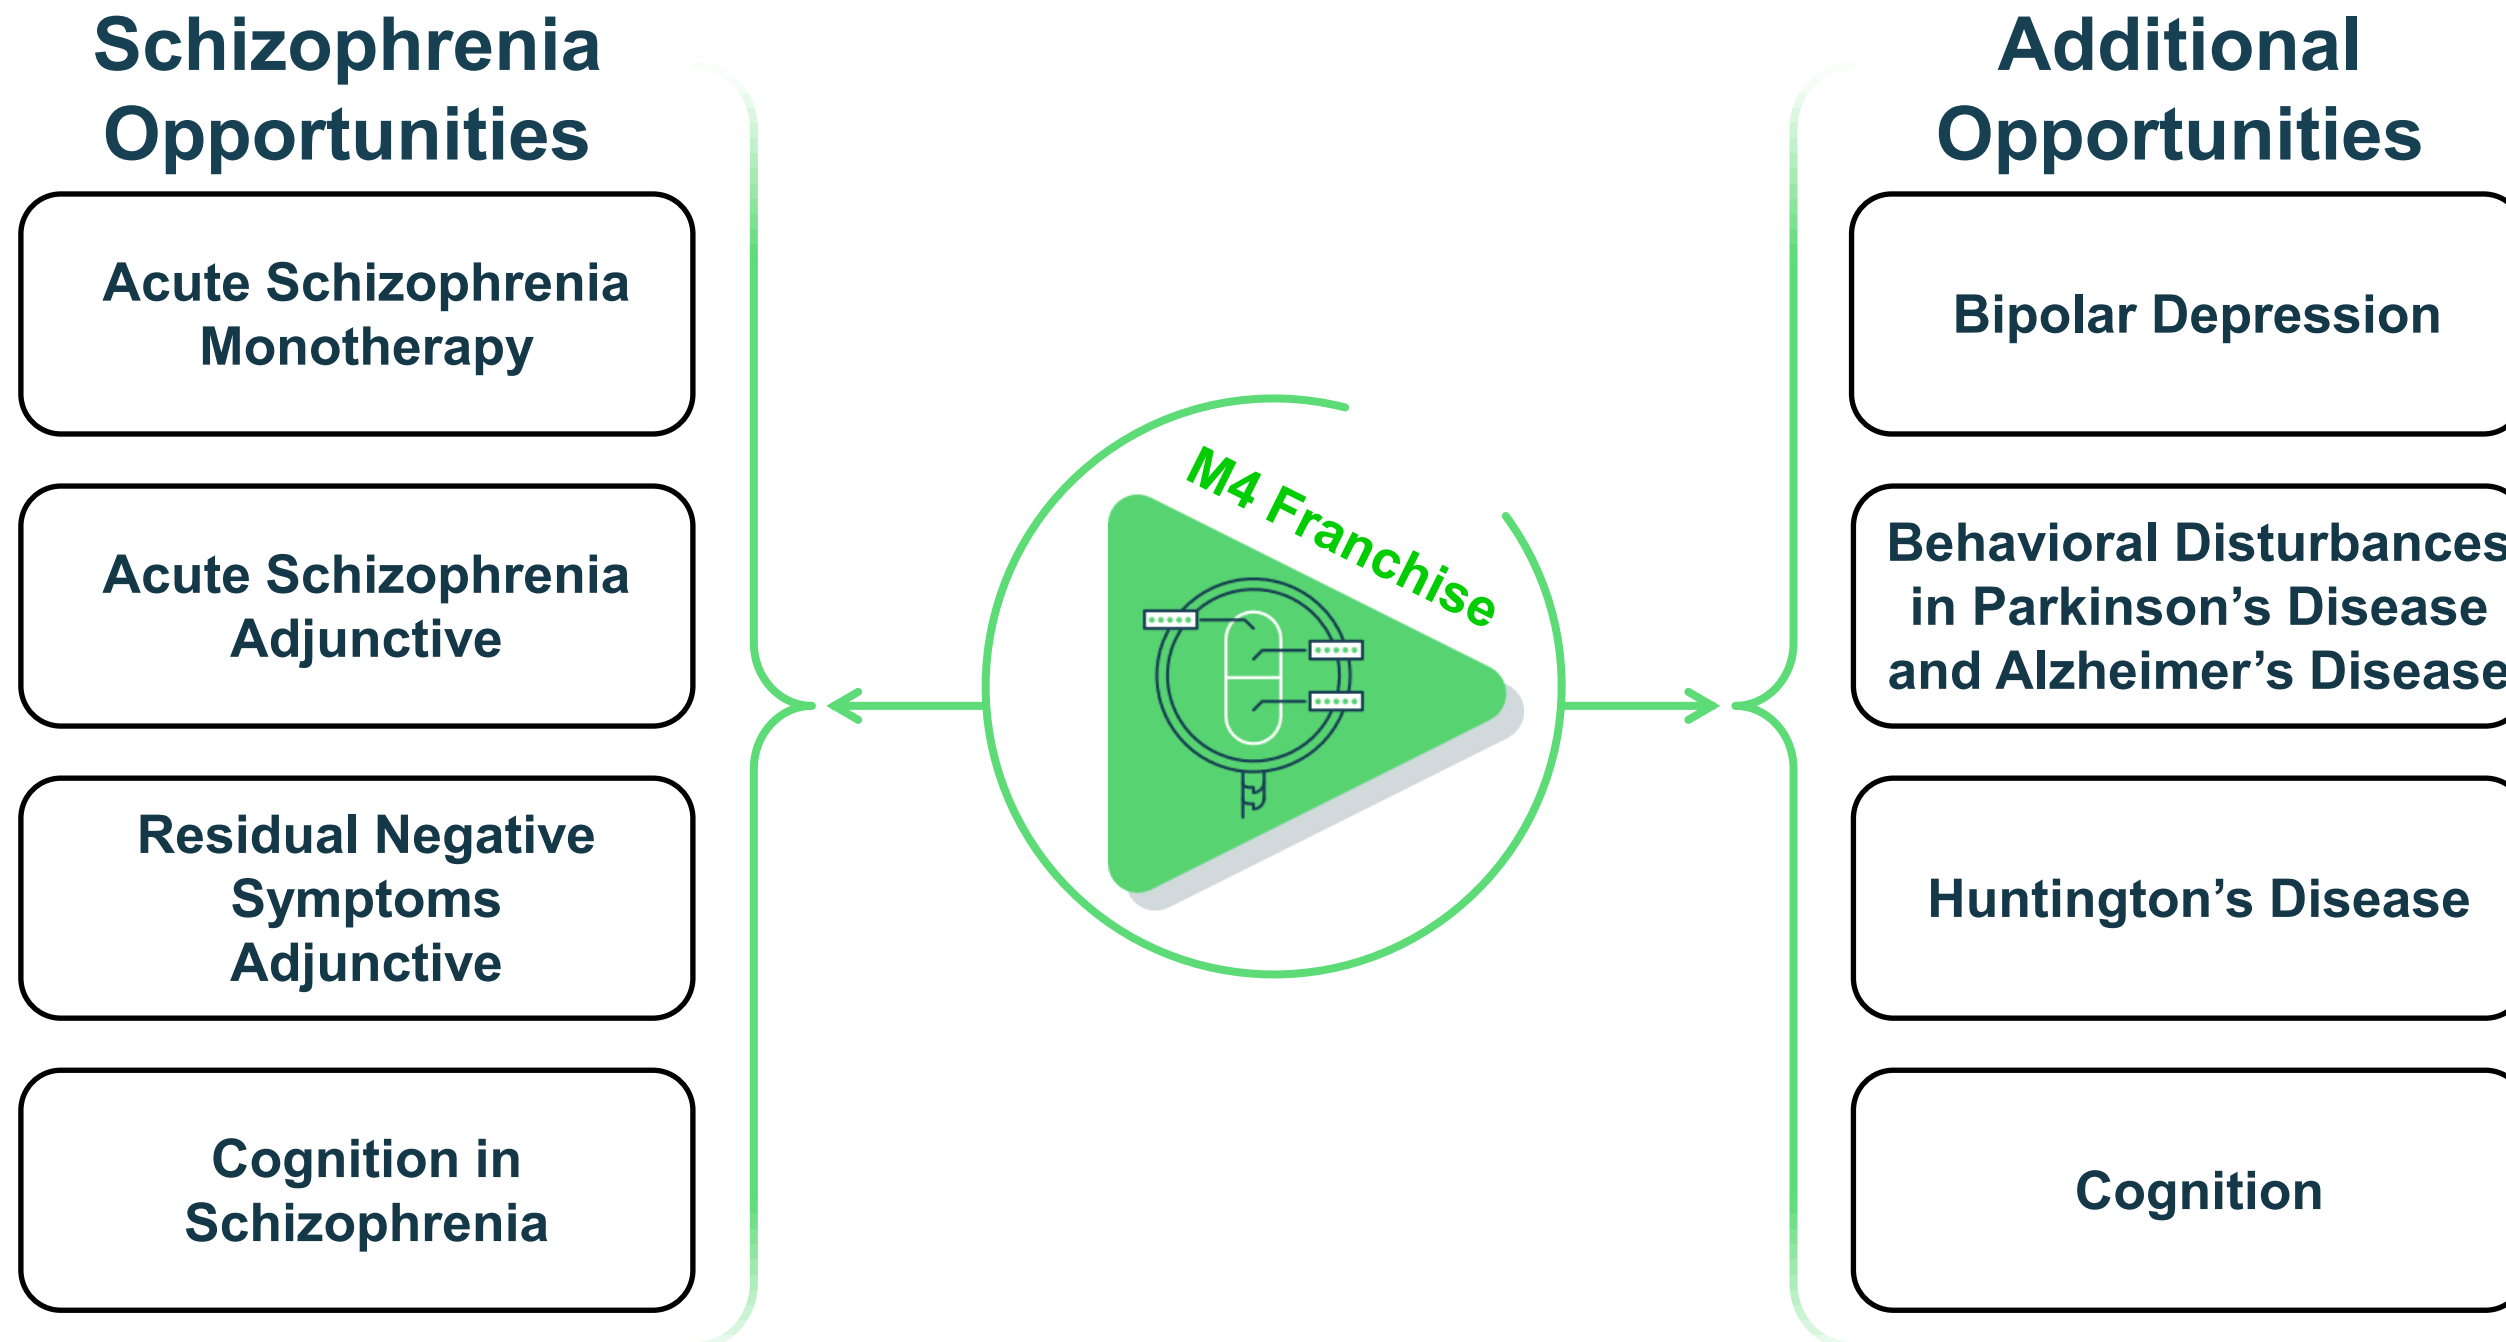 Schizophrenia
Opportunities
Acute Schizophrenia
Monotherapy
Acute Schizophrenia
Adjunctive
Residual Negative
Symptoms
Adjunctive
Cognition in
Schizophrenia
M4 Franchise
Additional
Opportunities
Bipolar Depression
Behavioral Disturbances
in Parkinson’s Disease
and Alzheimer’s Disease
Huntington’s Disease
Cognition